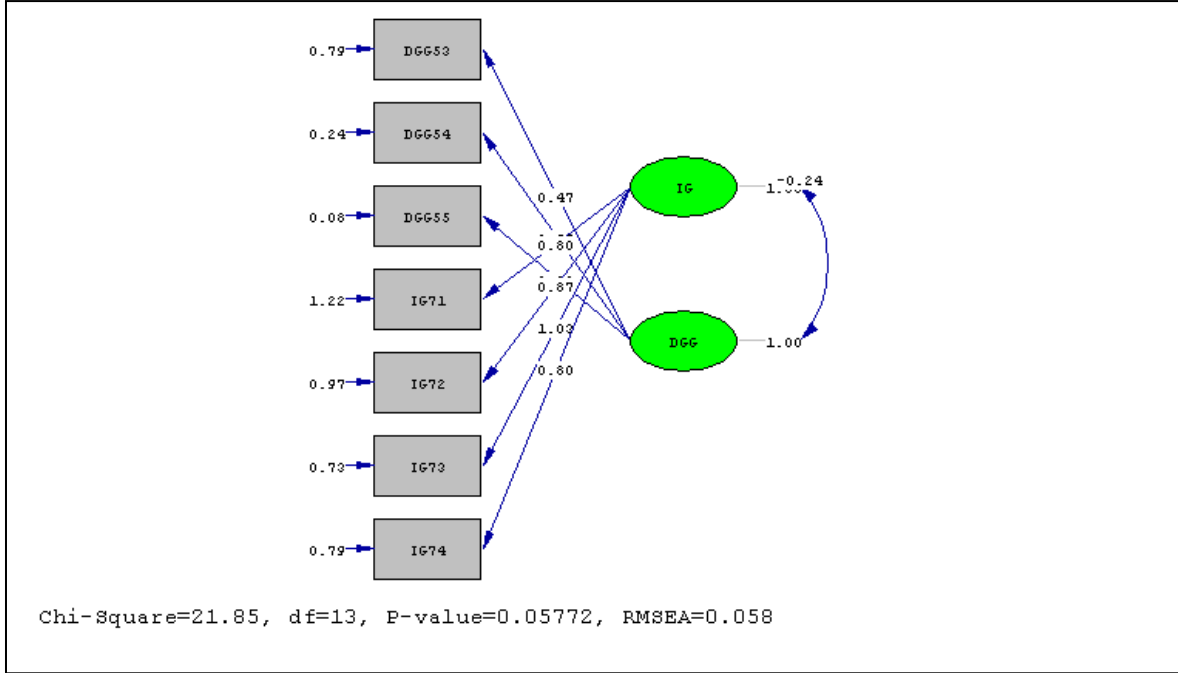 0.79 DGG53
0.24 DGG54
0.08 DGG55
1.22 IG71
0.97 IG72
0.73 IG73
0.79 IG74
0.47
0.80
0.87
1.03
0.80
IG
-0.24
DGG
1.00
Chi-Square=21.85, df=13, P-value=0.05772, RMSEA=0.058